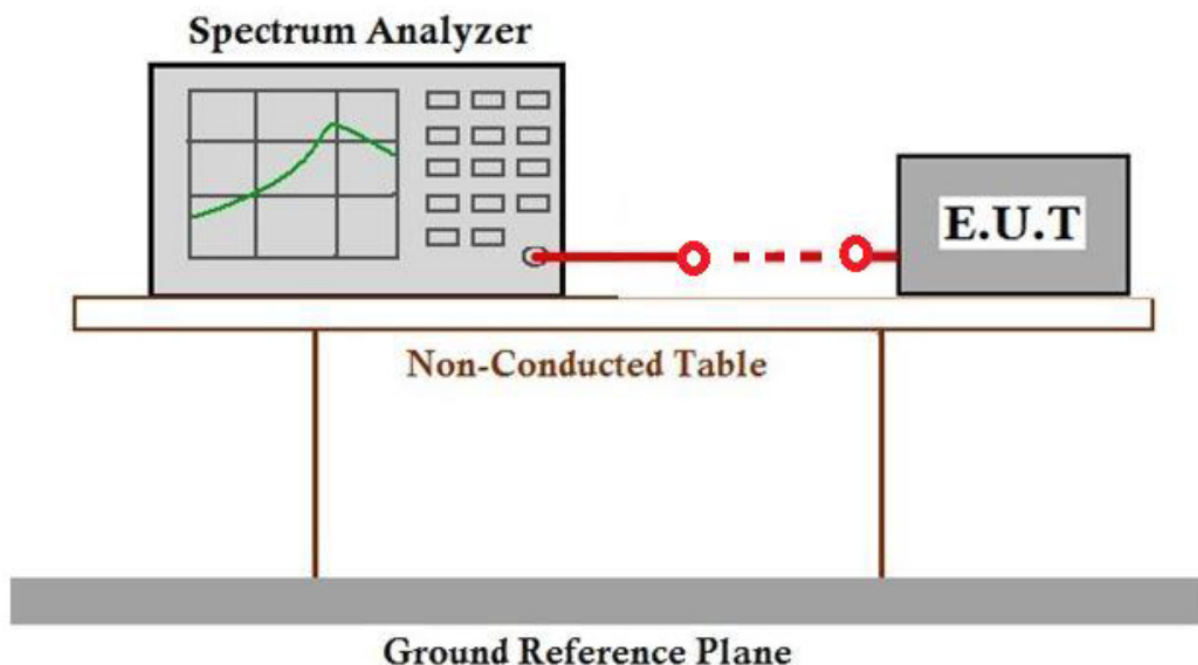 Spectrum Analyzer
E.U.T
Non-Conducted Table
Ground Reference Plane